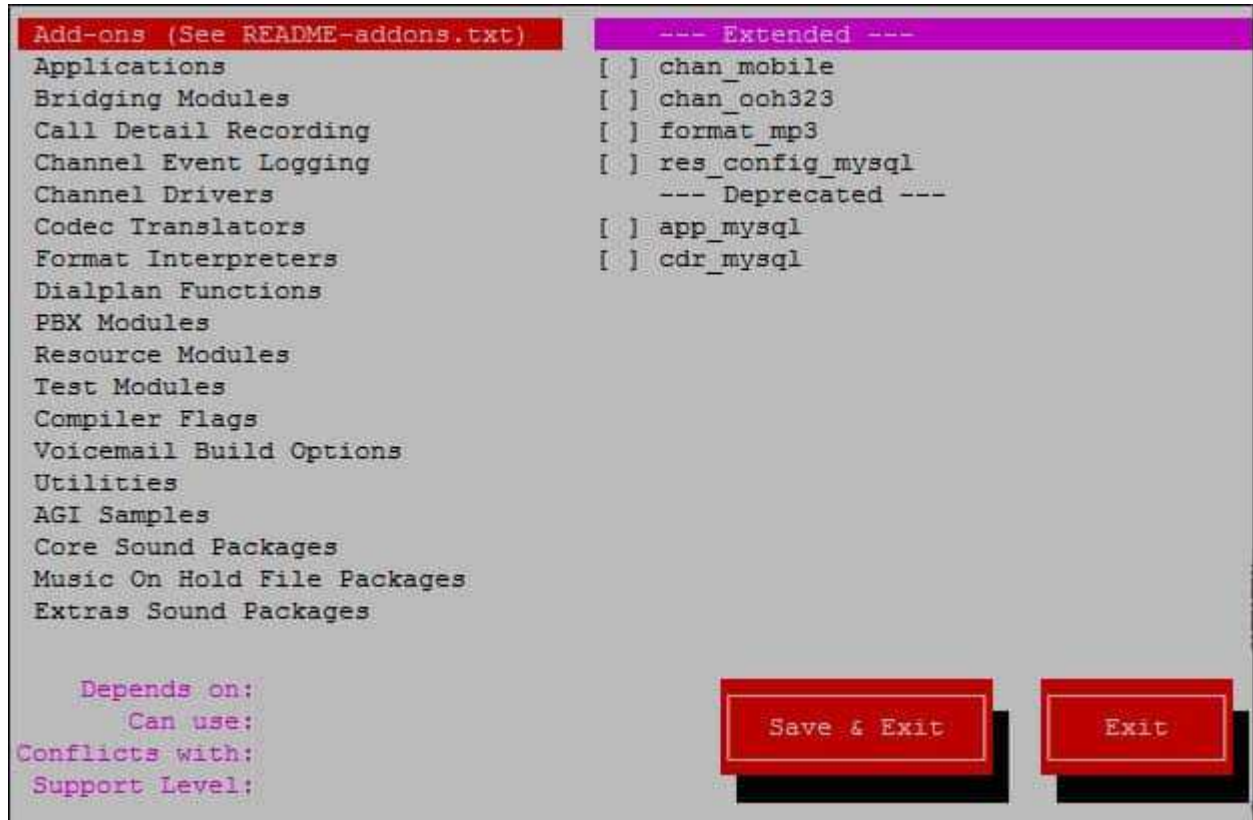 Add-ons (See README-addons.txt)
Applications
Bridging Modules
Call Detail Recording
Channel Event Logging
Channel Drivers
Codec Translators
Format Interpreters
Dialplan Functions
PBX Modules
Resource Modules
Test Modules
Compiler Flags
Voicemail Build Options
Utilities
AGI Samples
Core Sound Packages
Music On Hold File Packages
Extras Sound Packages
--- Extended ---
[ ] chan_mobile
[ ] chan_ooh323
[ ] format_mp3
[ ] res_config_mysql
--- Deprecated ---
[ ] app_mysql
[ ] cdr_mysql
Depends on:
Can use:
Conflicts with:
Support Level:
Save & Exit
Exit